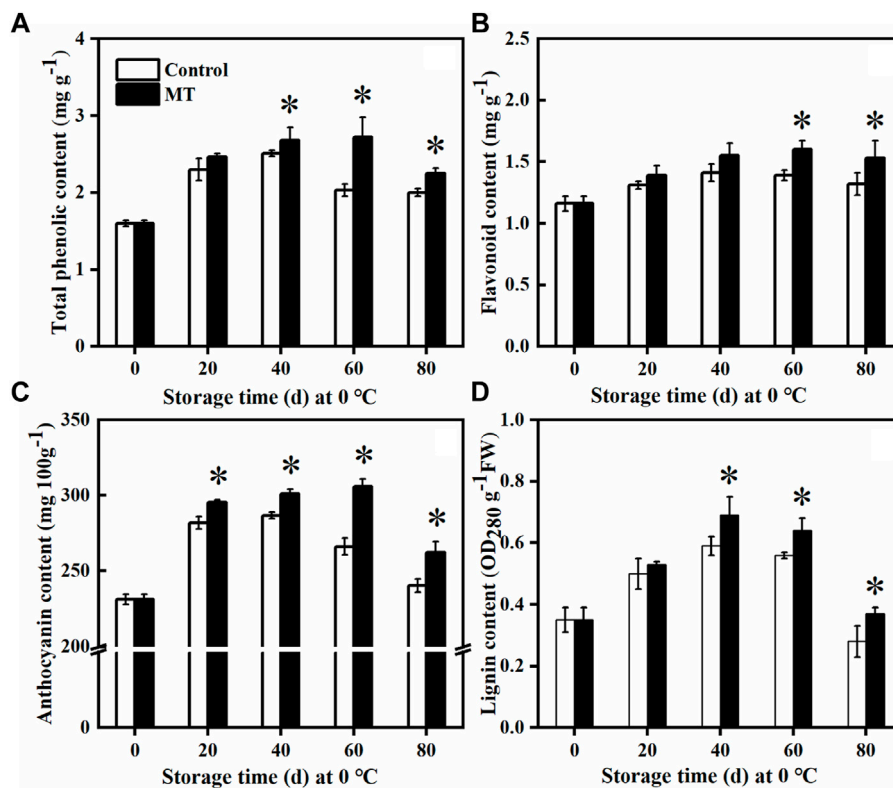 A
Total phenolic content (mg g-1)
4
3
2
1
0
Control
MT
*
*
*
0 20 40 60 80
Storage time (d) at 0 °C
B
Flavonoid content (mg g-1)
2.5
2.0
1.5
1.0
0.5
0.0
*
*
0 20 40 60 80
Storage time (d) at 0 °C
C
Anthocyanin content (mg 100g-1)
350
300
250
200
0
*
*
*
*
0 20 40 60 80
Storage time (d) at 0 °C
D
Lignin content (OD280 g-1FW)
1.0
0.8
0.6
0.4
0.2
0.0
*
*
*
0 20 40 60 80
Storage time (d) at 0 °C